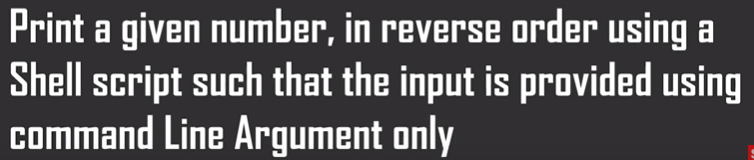 Print a given number, in reverse order using a
Shell script such that the input is provided using
command Line Argument only